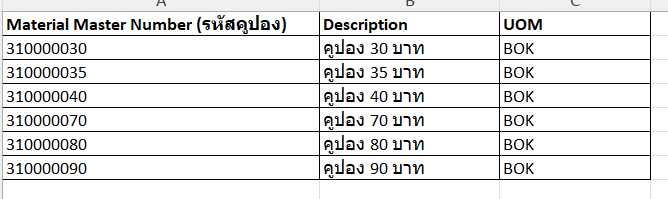 A B C
Material Master Number (รหัสคูปอง) Description UOM
310000030 คูปอง 30 บาท BOK
310000035 คูปอง 35 บาท BOK
310000040 คูปอง 40 บาท BOK
310000070 คูปอง 70 บาท BOK
310000080 คูปอง 80 บาท BOK
310000090 คูปอง 90 บาท BOK